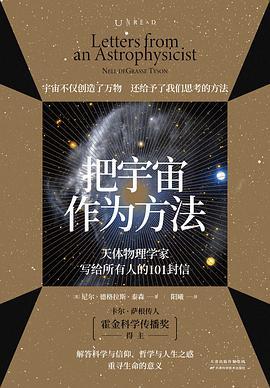 UNREAD
Letters from
an Astrophysicist
NEIL DEGRASSE TYSON
宇宙不仅创造了万物 还给予了我们思考的方法
把宇宙
作为方法
天体物理学家
写给所有人的101封信
[美] 尼尔·德格拉斯·泰森 著 阳曦 译
卡尔·萨根传人
霍金科学传播奖
得主
解答科学与信仰、哲学与人生之惑
重寻生命的意义